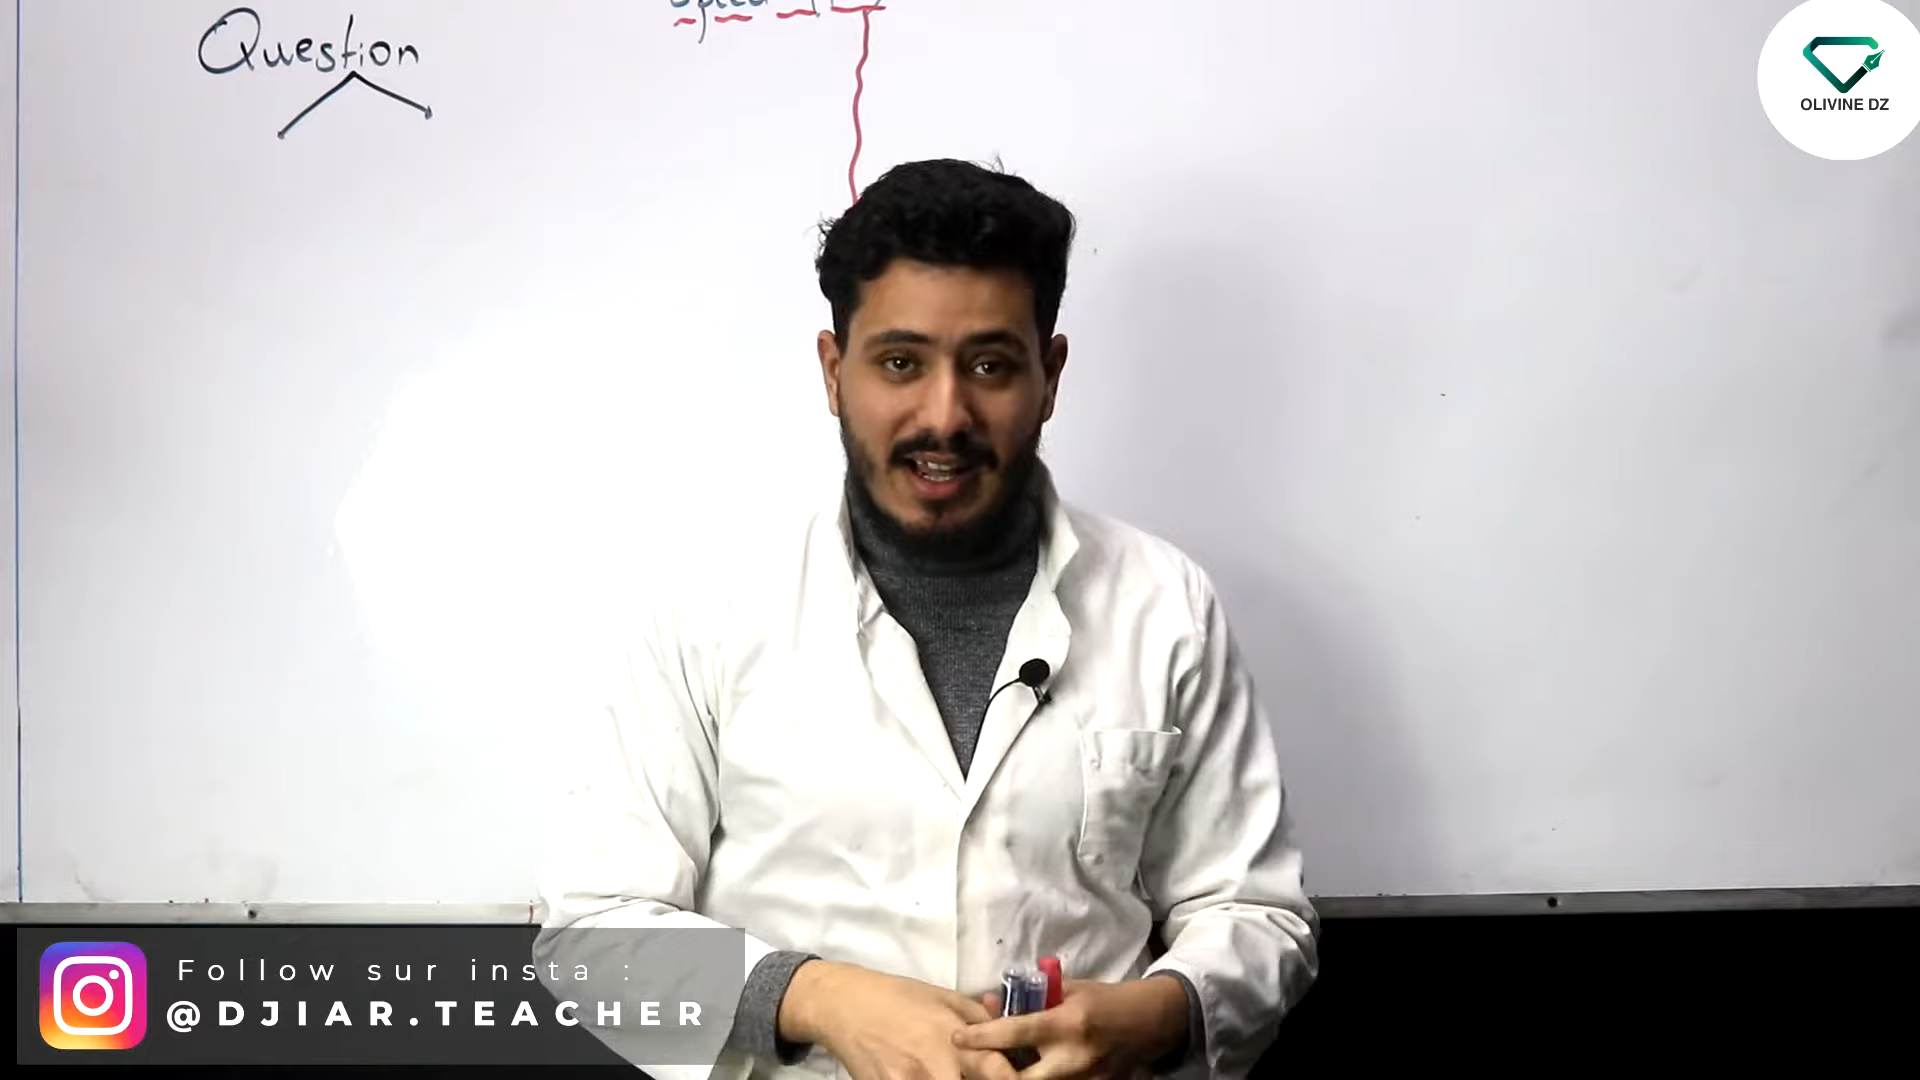 Question
OLIVINE DZ
Follow sur insta :
@DJIAR.TEACHER